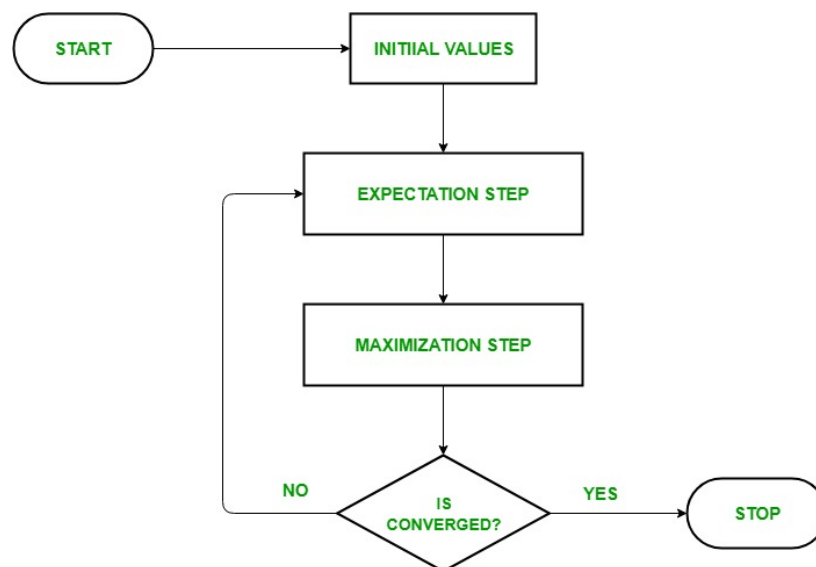 START
INITIIAL VALUES
EXPECTATION STEP
MAXIMIZATION STEP
NO
IS
CONVERGED?
YES
STOP